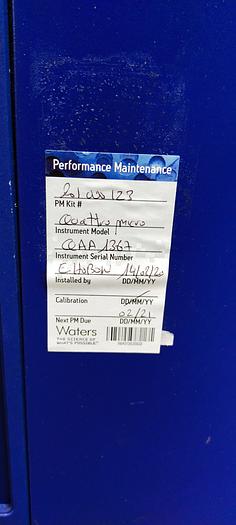 Performance Maintenance
PM Kit #
Quattro micro
Instrument Model
QAA 1367
Instrument Serial Number
E. HOBSON 14/02/20
Installed by DD/MM/YY
Calibration DD/MM/YY
02/21
Next PM Due DD/MM/YY
Waters
THE SCIENCE OF
WHAT'S POSSIBLE.™